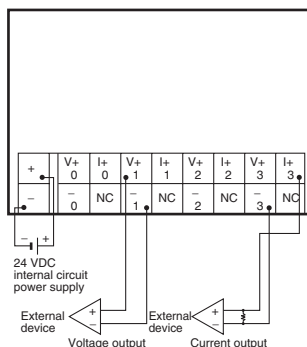 + V+ I+ V+ I+ V+ I+ V+ I+
0 0 1 1 2 2 3 3
− − NC − NC − NC − NC
0 1 2 3
− +
24 VDC
internal circuit
power supply
External
device
+
−
Voltage output
External
device
+
−
Current output